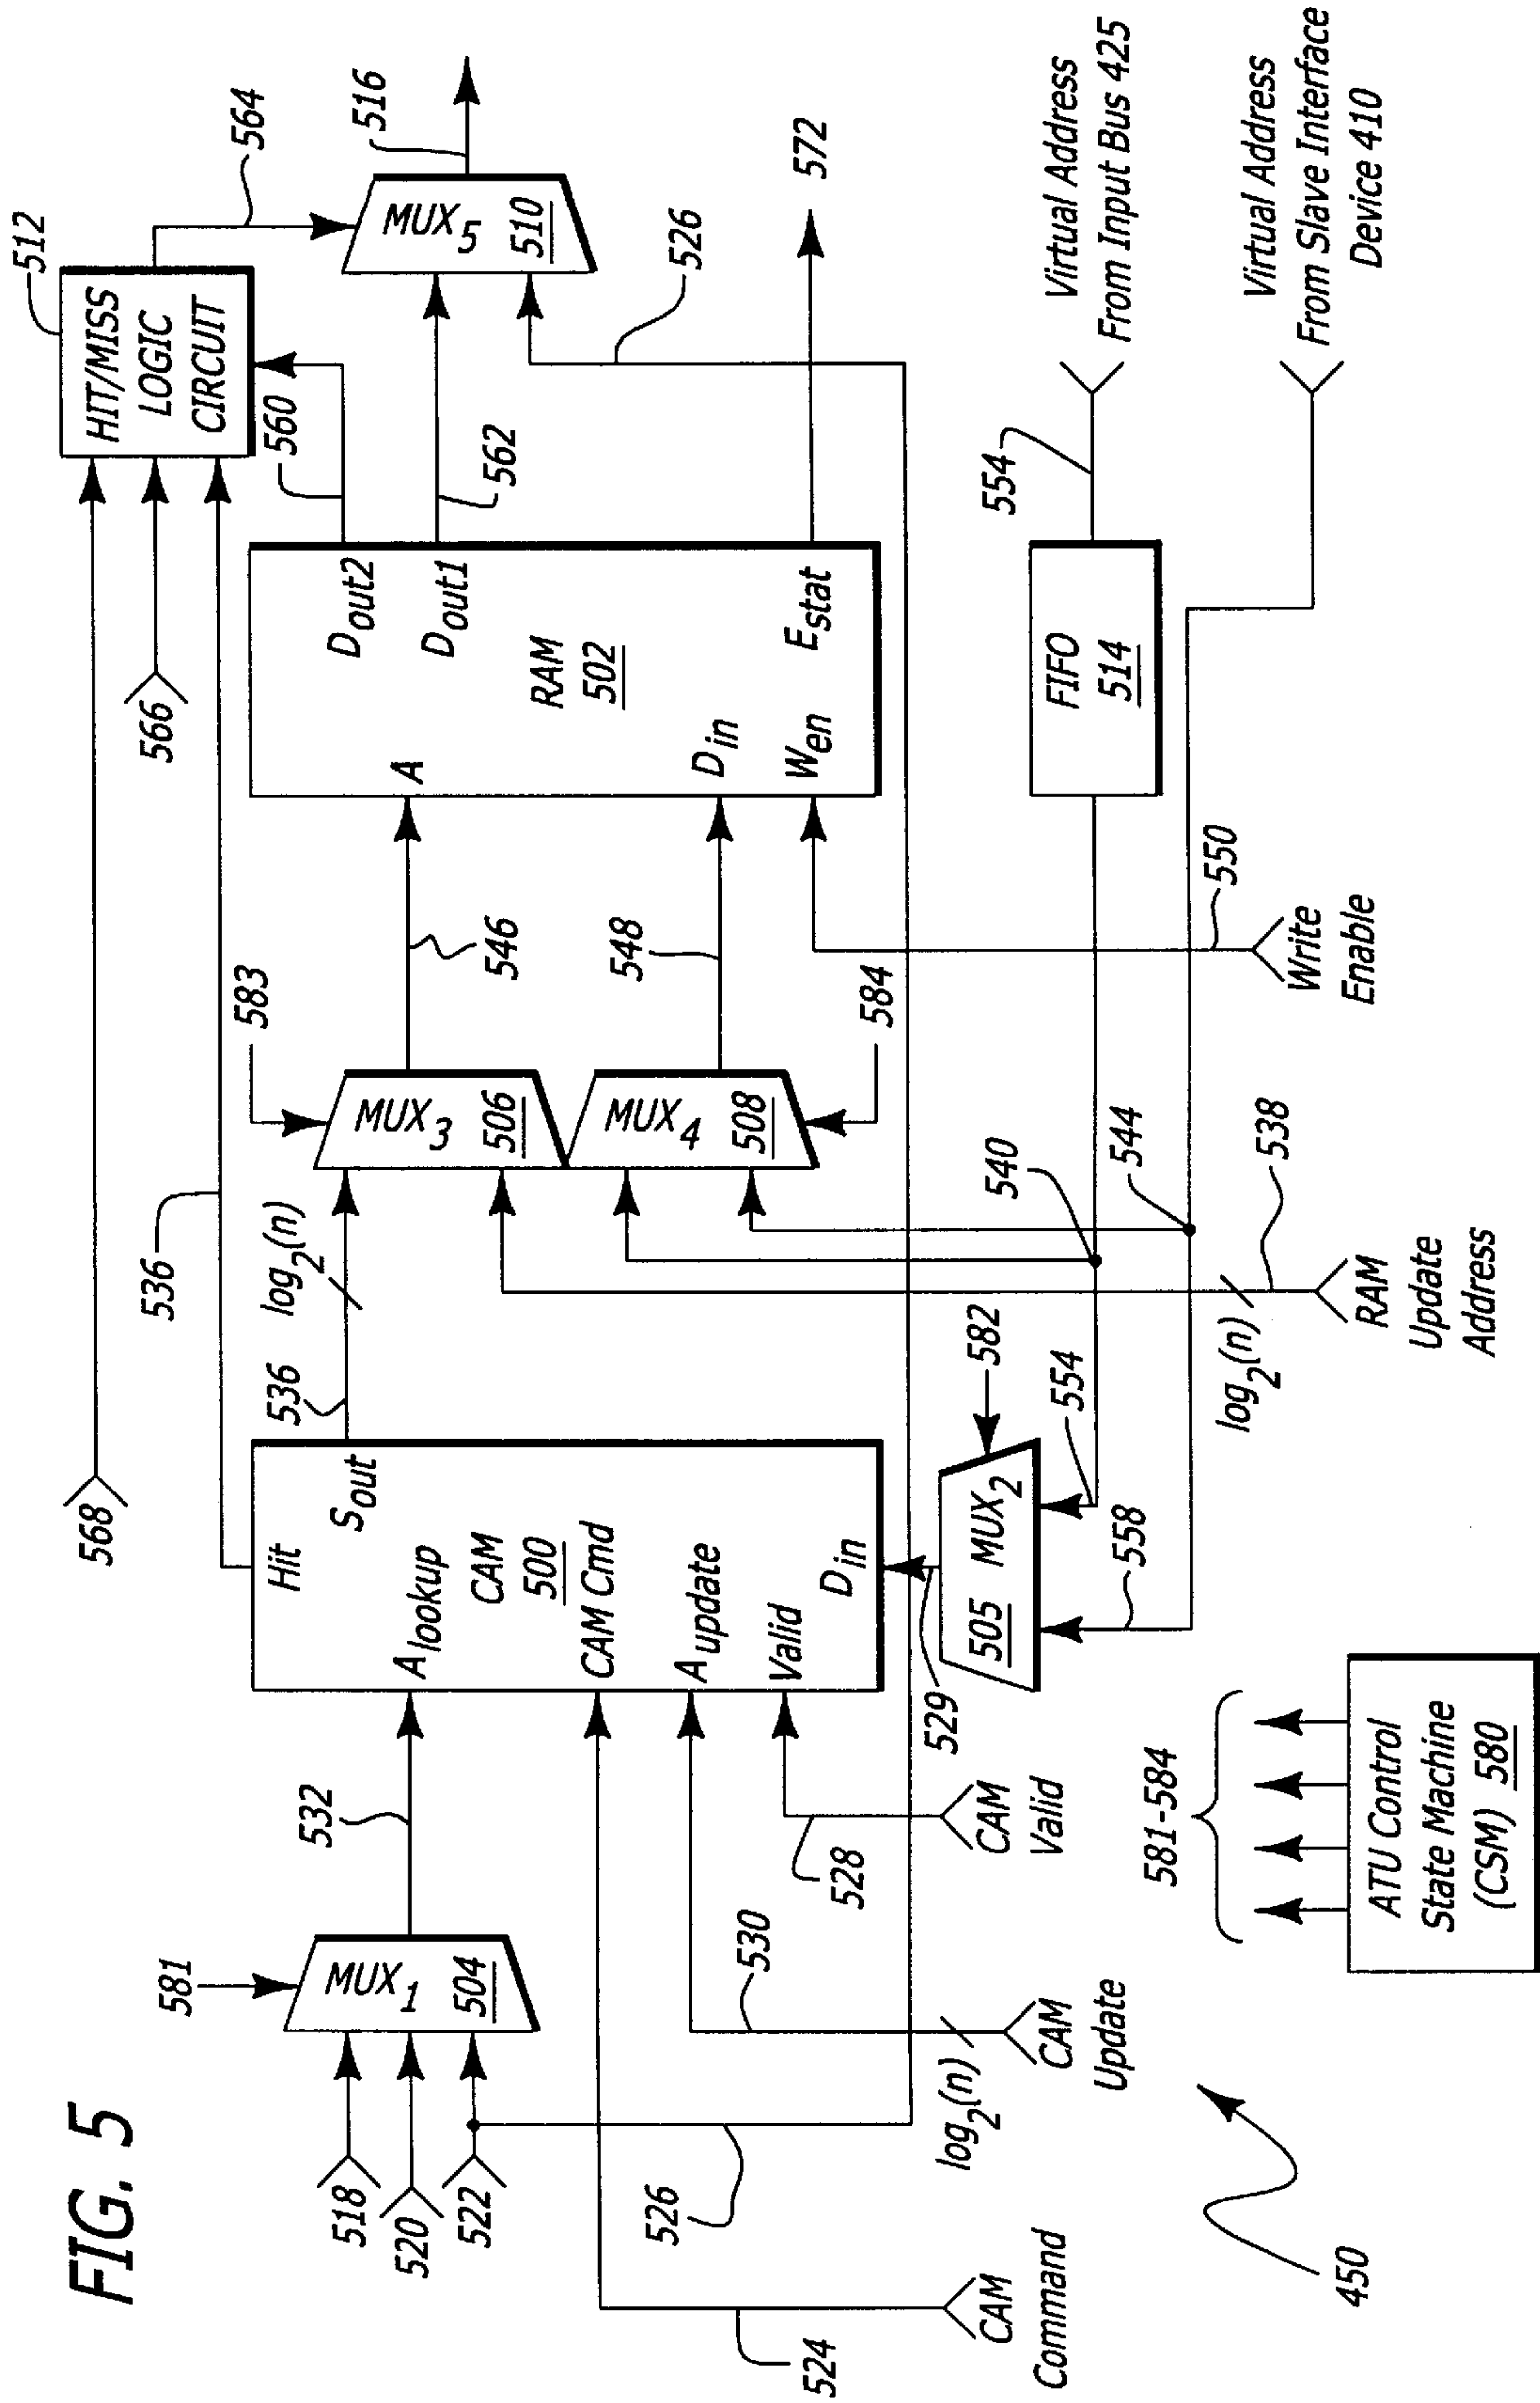 FIG. 5
512
HIT/MISS
LOGIC
CIRCUIT
564
516
MUX5
510
568
566
536
560
562
526
572
583
581
518
520
522
MUX1
504
532
Hit
Sout
Alookup
CAM
500
CAM Cmd
Aupdate
Valid
Din
536
log2(n)
MUX3
506
546
MUX4
508
548
584
A
Din
Wen
RAM
502
Dout2
Dout1
Estat
526
524
CAM
Command
530
log2(n)
CAM
Update
528
CAM
Valid
529
505 MUX2
582
554
558
540
544
log2(n)
538
RAM
Update
Address
550
Write
Enable
FIFO
514
554
Virtual Address
From Input Bus 425
Virtual Address
From Slave Interface
Device 410
581-584
ATU Control
State Machine
(CSM) 580
450